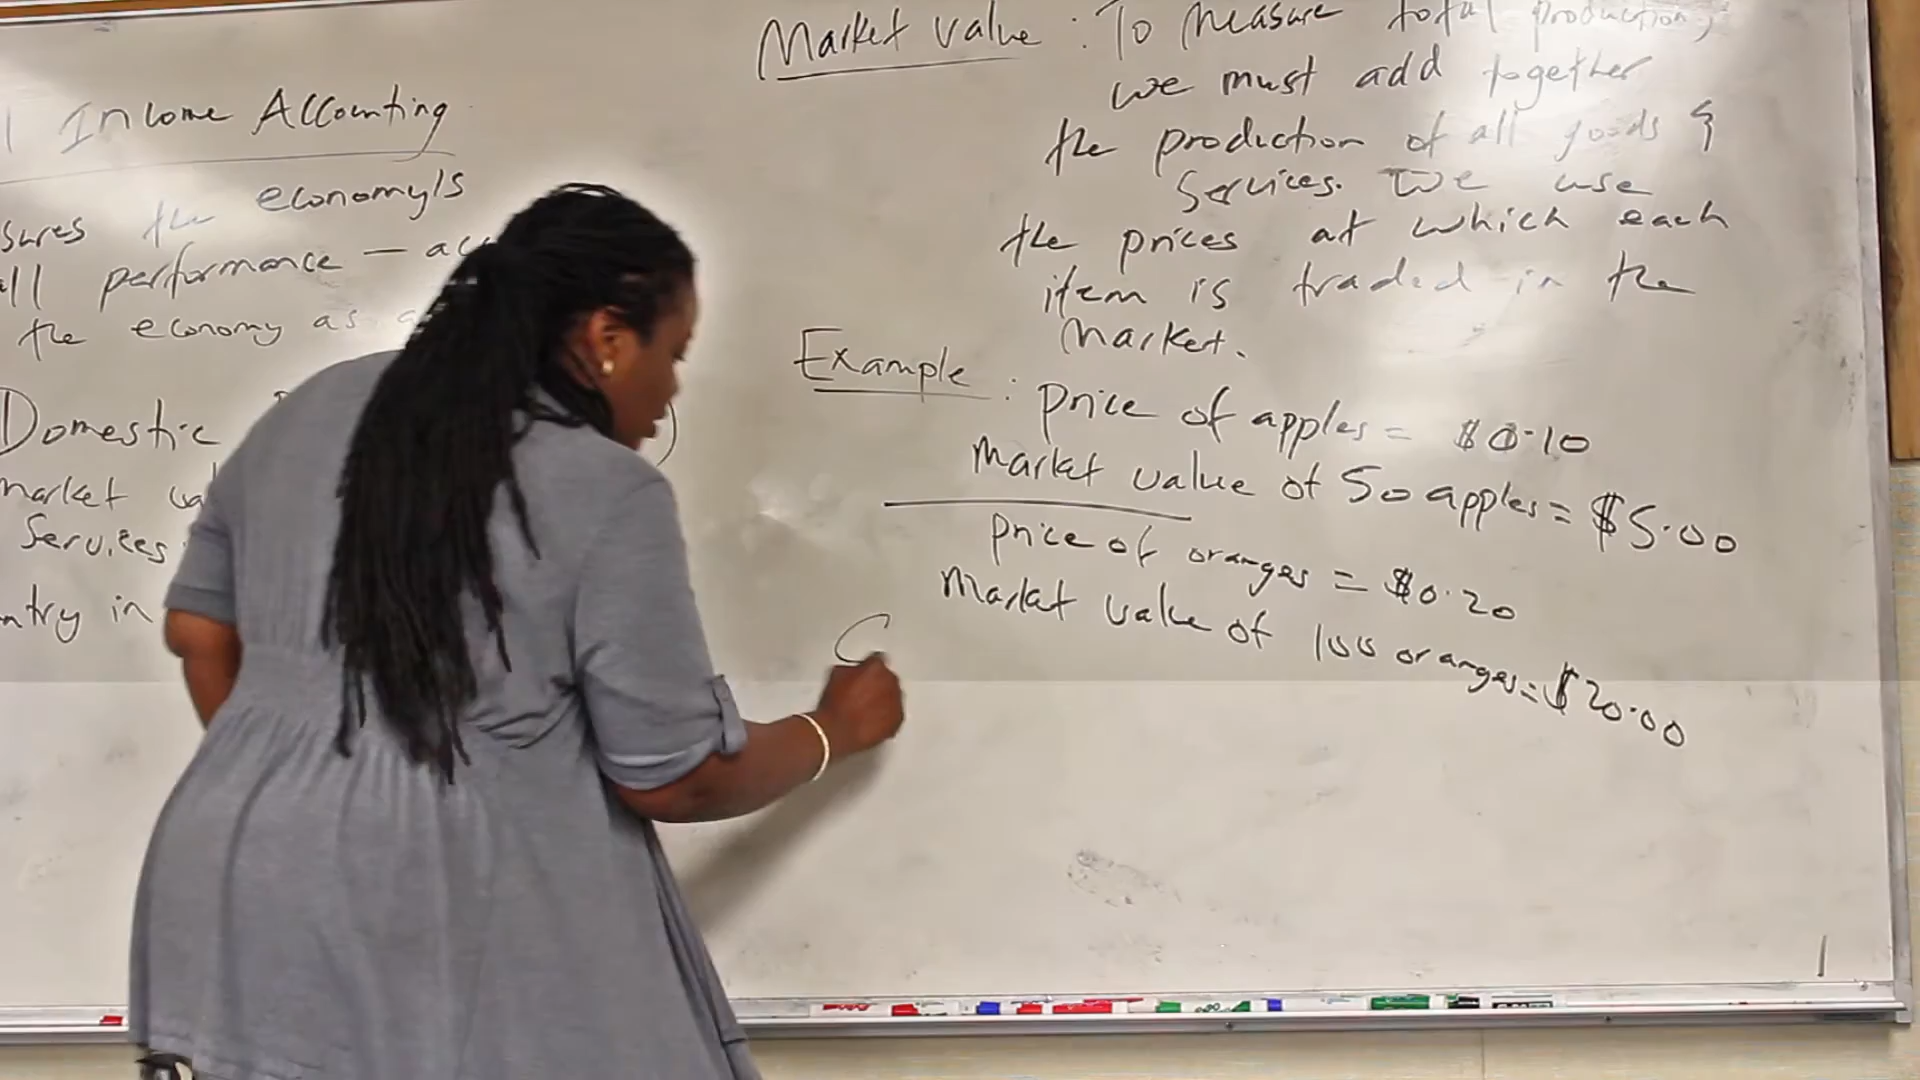 Income Accounting
the economy's
all performance —
the economy as
Domestic
market
Services
in
Market value : To measure total production,
we must add together
the production of all goods &
services. We use
the prices at which each
item is traded in the
market.
Example : price of apples = $0.10
market value of 50 apples = $5.00
price of oranges = $0.20
market value of 100 oranges = $20.00